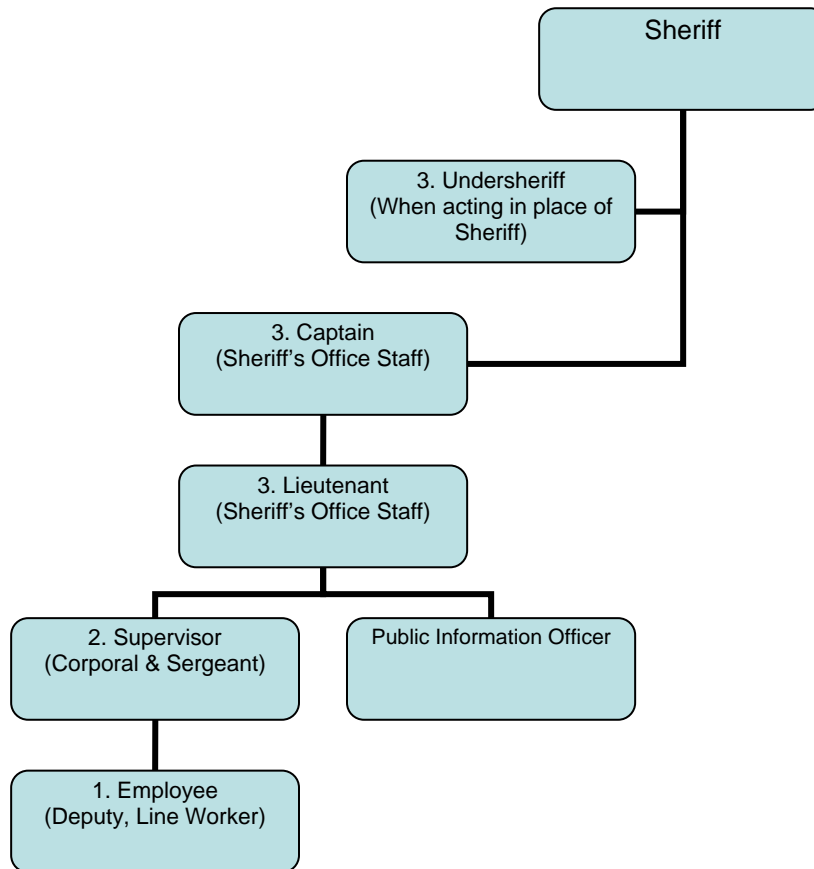 Sheriff
3. Undersheriff
(When acting in place of
Sheriff)
3. Captain
(Sheriff’s Office Staff)
3. Lieutenant
(Sheriff’s Office Staff)
2. Supervisor
(Corporal & Sergeant)
Public Information Officer
1. Employee
(Deputy, Line Worker)